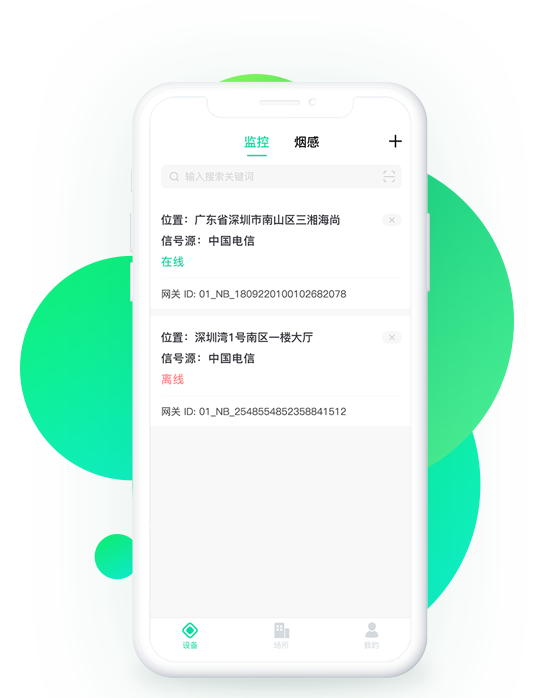 监控 烟感
输入搜索关键词
位置：广东省深圳市南山区三湘海尚
信号源：中国电信
在线
网关 ID: 01_NB_1809220100102682078
位置：深圳湾1号南区一楼大厅
信号源：中国电信
离线
网关 ID: 01_NB_2548554852358841512
设备 场所 我的